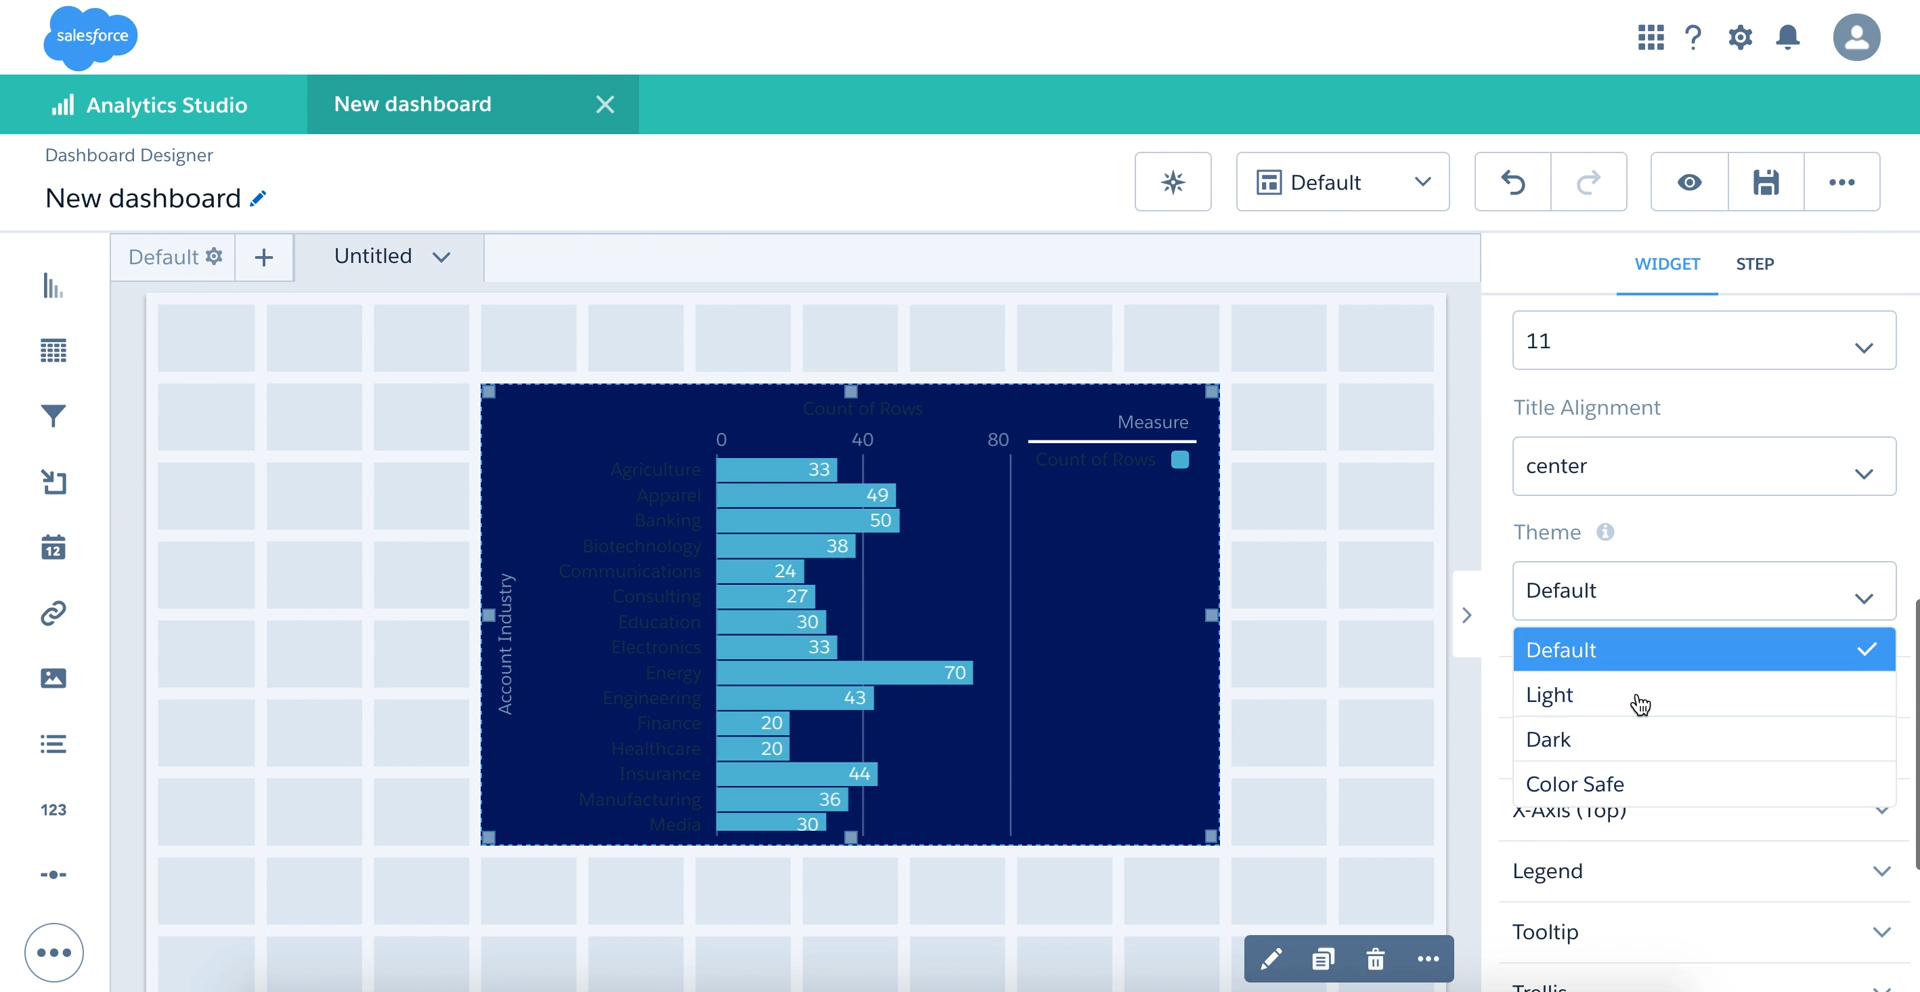 salesforce
Analytics Studio
New dashboard
Dashboard Designer
New dashboard
Default
Default
Untitled
WIDGET
STEP
11
Title Alignment
center
Theme
Default
Default
Light
Dark
Color Safe
X-Axis (Top)
Legend
Tooltip
Trellis
12
123
Count of Rows
0 40 80
Measure
Count of Rows
Account Industry
Agriculture 33
Apparel 49
Banking 50
Biotechnology 38
Communications 24
Consulting 27
Education 30
Electronics 33
Energy 70
Engineering 43
Finance 20
Healthcare 20
Insurance 44
Manufacturing 36
Media 30